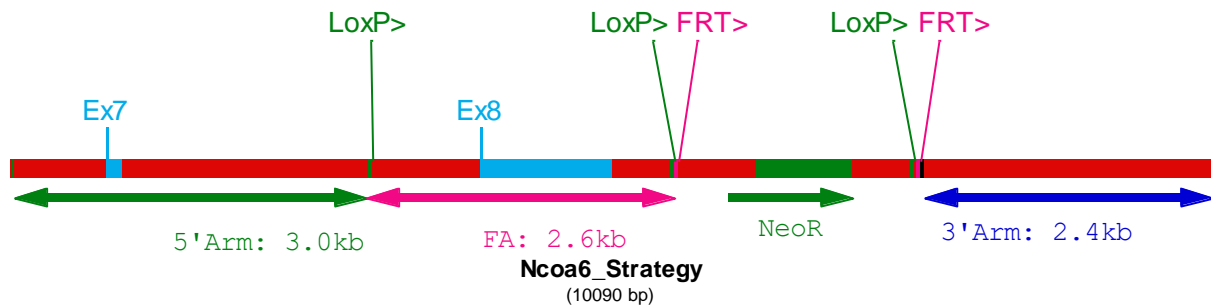 LoxP> LoxP> FRT> LoxP> FRT>
Ex7 Ex8
5'Arm: 3.0kb FA: 2.6kb NeoR 3'Arm: 2.4kb
Ncoa6_Strategy
(10090 bp)